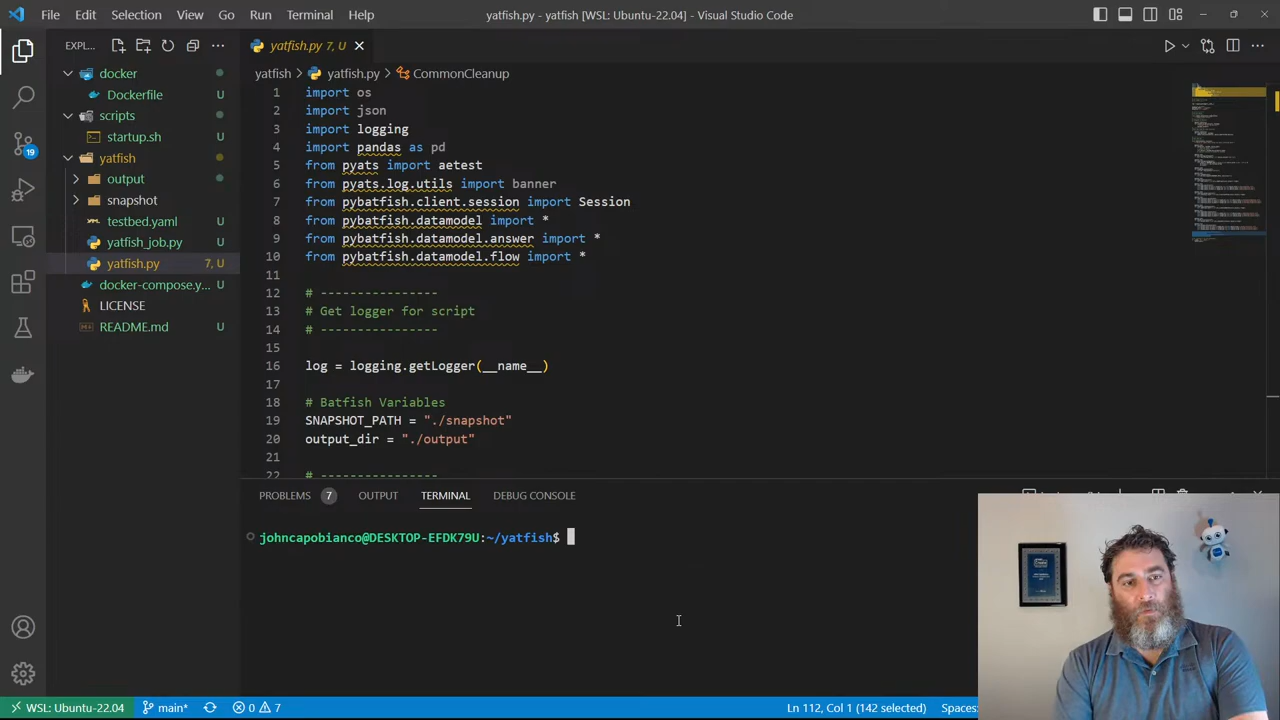 File Edit Selection View Go Run Terminal Help
yatfish.py - yatfish [WSL: Ubuntu-22.04] - Visual Studio Code
EXPL...
yatfish.py 7, U
docker
yatfish > yatfish.py > CommonCleanup
Dockerfile U
scripts
startup.sh U
yatfish
output
snapshot
testbed.yaml U
yatfish_job.py U
yatfish.py 7, U
docker-compose.y... U
LICENSE
README.md U
19
1 import os
2 import json
3 import logging
4 import pandas as pd
5 from pyats import aetest
6 from pyats.log.utils import banner
7 from pybatfish.client.session import Session
8 from pybatfish.datamodel import *
9 from pybatfish.datamodel.answer import *
10 from pybatfish.datamodel.flow import *
11
12 # ----------------
13 # Get logger for script
14 # ----------------
15
16 log = logging.getLogger(__name__)
17
18 # Batfish Variables
19 SNAPSHOT_PATH = "./snapshot"
20 output_dir = "./output"
21
22 # ----------------
PROBLEMS 7 OUTPUT TERMINAL DEBUG CONSOLE
johncapobianco@DESKTOP-EFDK79U:~/yatfish$
WSL: Ubuntu-22.04 main* 0 7 Ln 112, Col 1 (142 selected) Spaces: